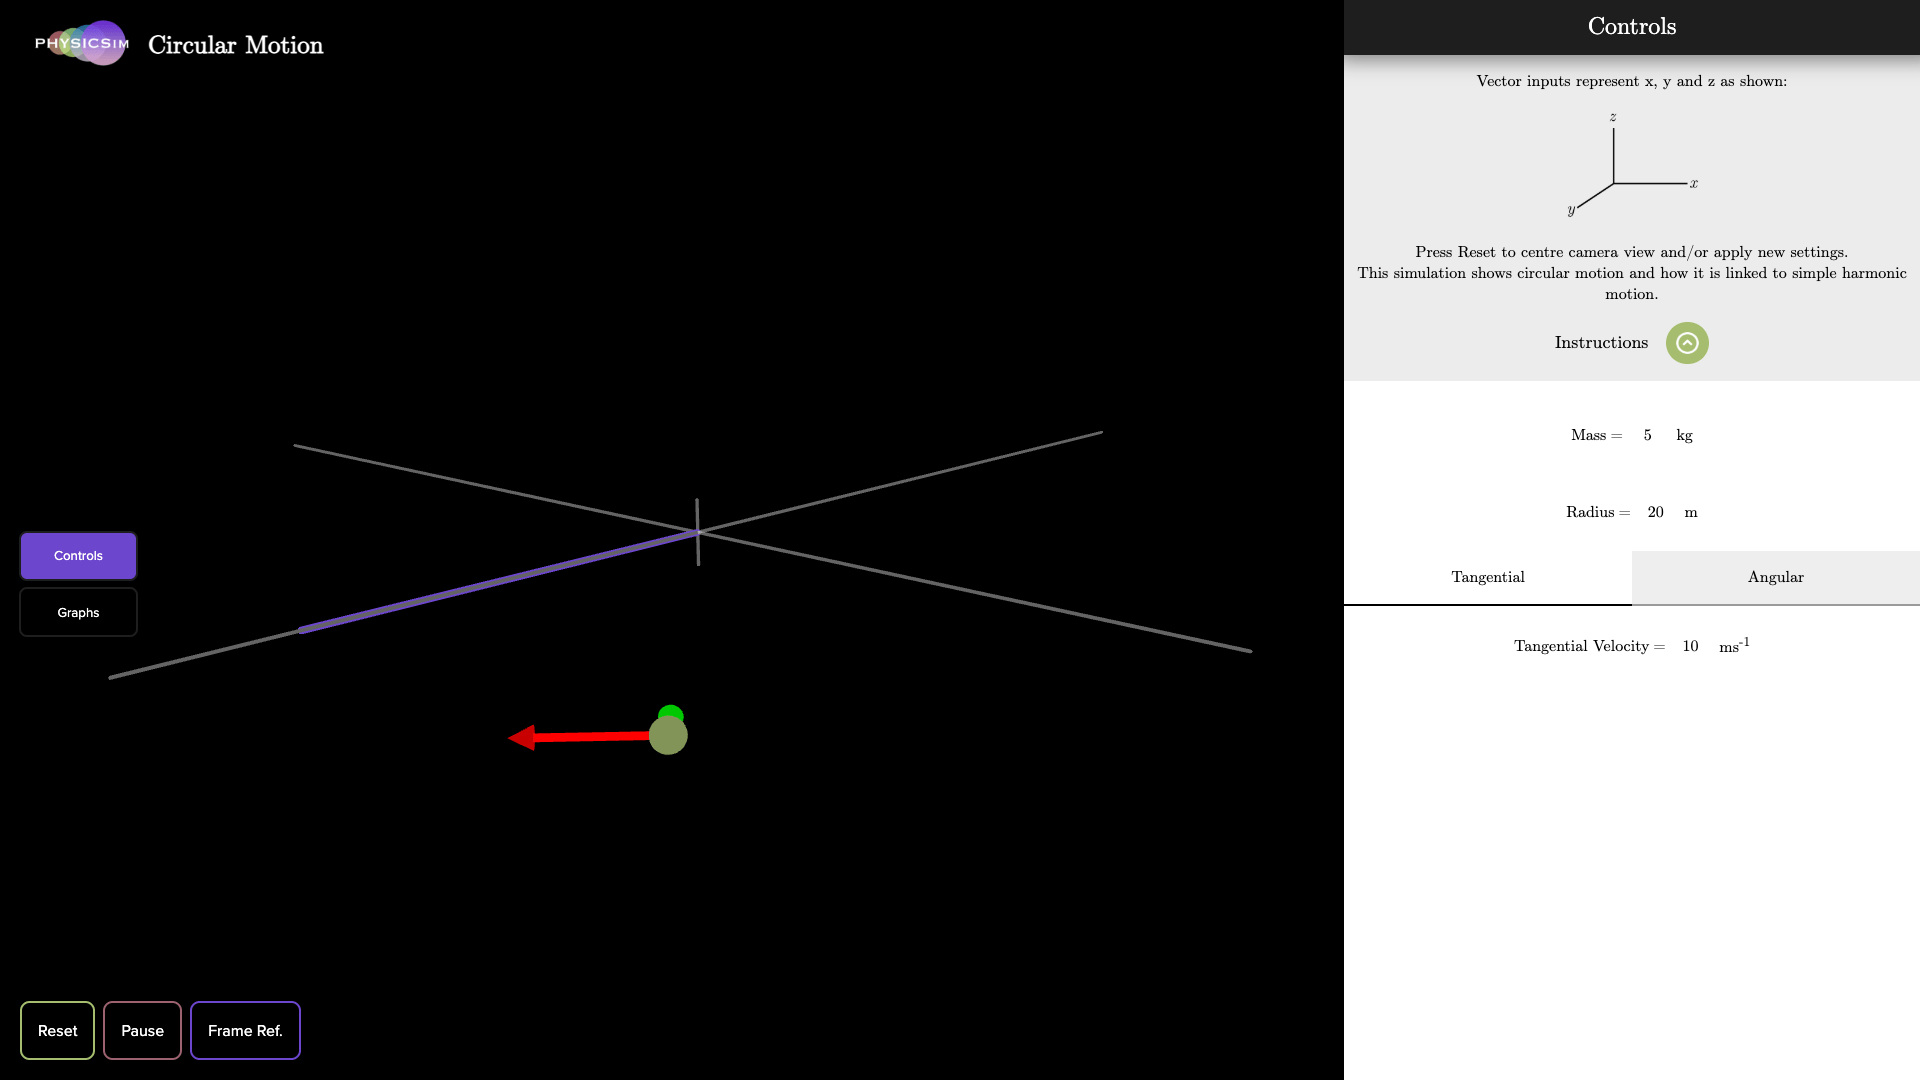 PHYSICSIM
Circular Motion
Controls
Graphs
Reset
Pause
Frame Ref.
Controls
Vector inputs represent x, y and z as shown:
z
x
y
Press Reset to centre camera view and/or apply new settings.
This simulation shows circular motion and how it is linked to simple harmonic
motion.
Instructions
Mass = 5 kg
Radius = 20 m
Tangential Angular
Tangential Velocity = 10 ms⁻¹